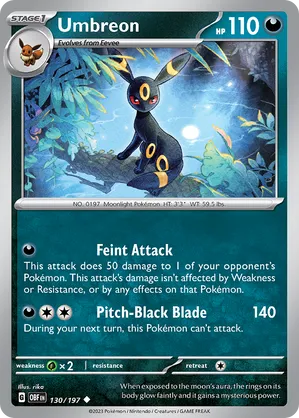 STAGE 1
Umbreon
HP 110
Evolves from Eevee
NO. 0197 Moonlight Pokémon HT: 3'3" WT: 59.5 lbs
Feint Attack
This attack does 50 damage to 1 of your opponent's
Pokémon. This attack's damage isn't affected by Weakness
or Resistance, or by any effects on that Pokémon.
Pitch-Black Blade 140
During your next turn, this Pokémon can't attack.
weakness ×2 resistance retreat
Illus. rika
G OBF EN 130/197
When exposed to the moon's aura, the rings on its
body glow faintly and it gains a mysterious power.
©2023 Pokémon / Nintendo / Creatures / GAME FREAK